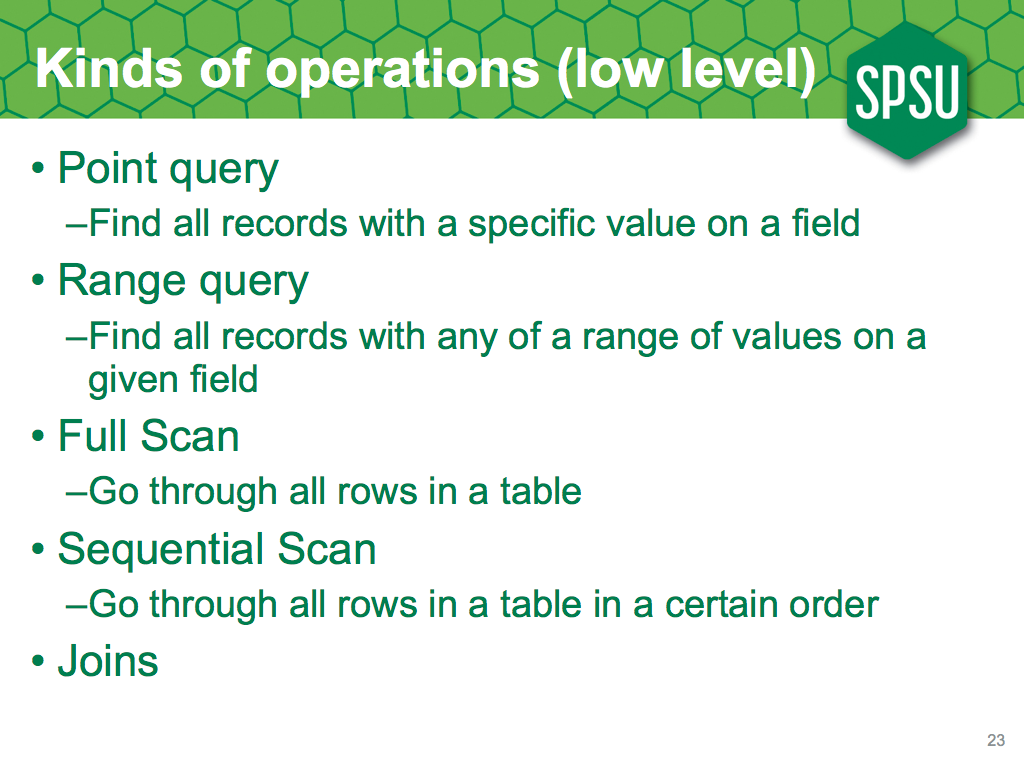 Kinds of operations (low level)
SPSU
• Point query
–Find all records with a specific value on a field
• Range query
–Find all records with any of a range of values on a
given field
• Full Scan
–Go through all rows in a table
• Sequential Scan
–Go through all rows in a table in a certain order
• Joins
23